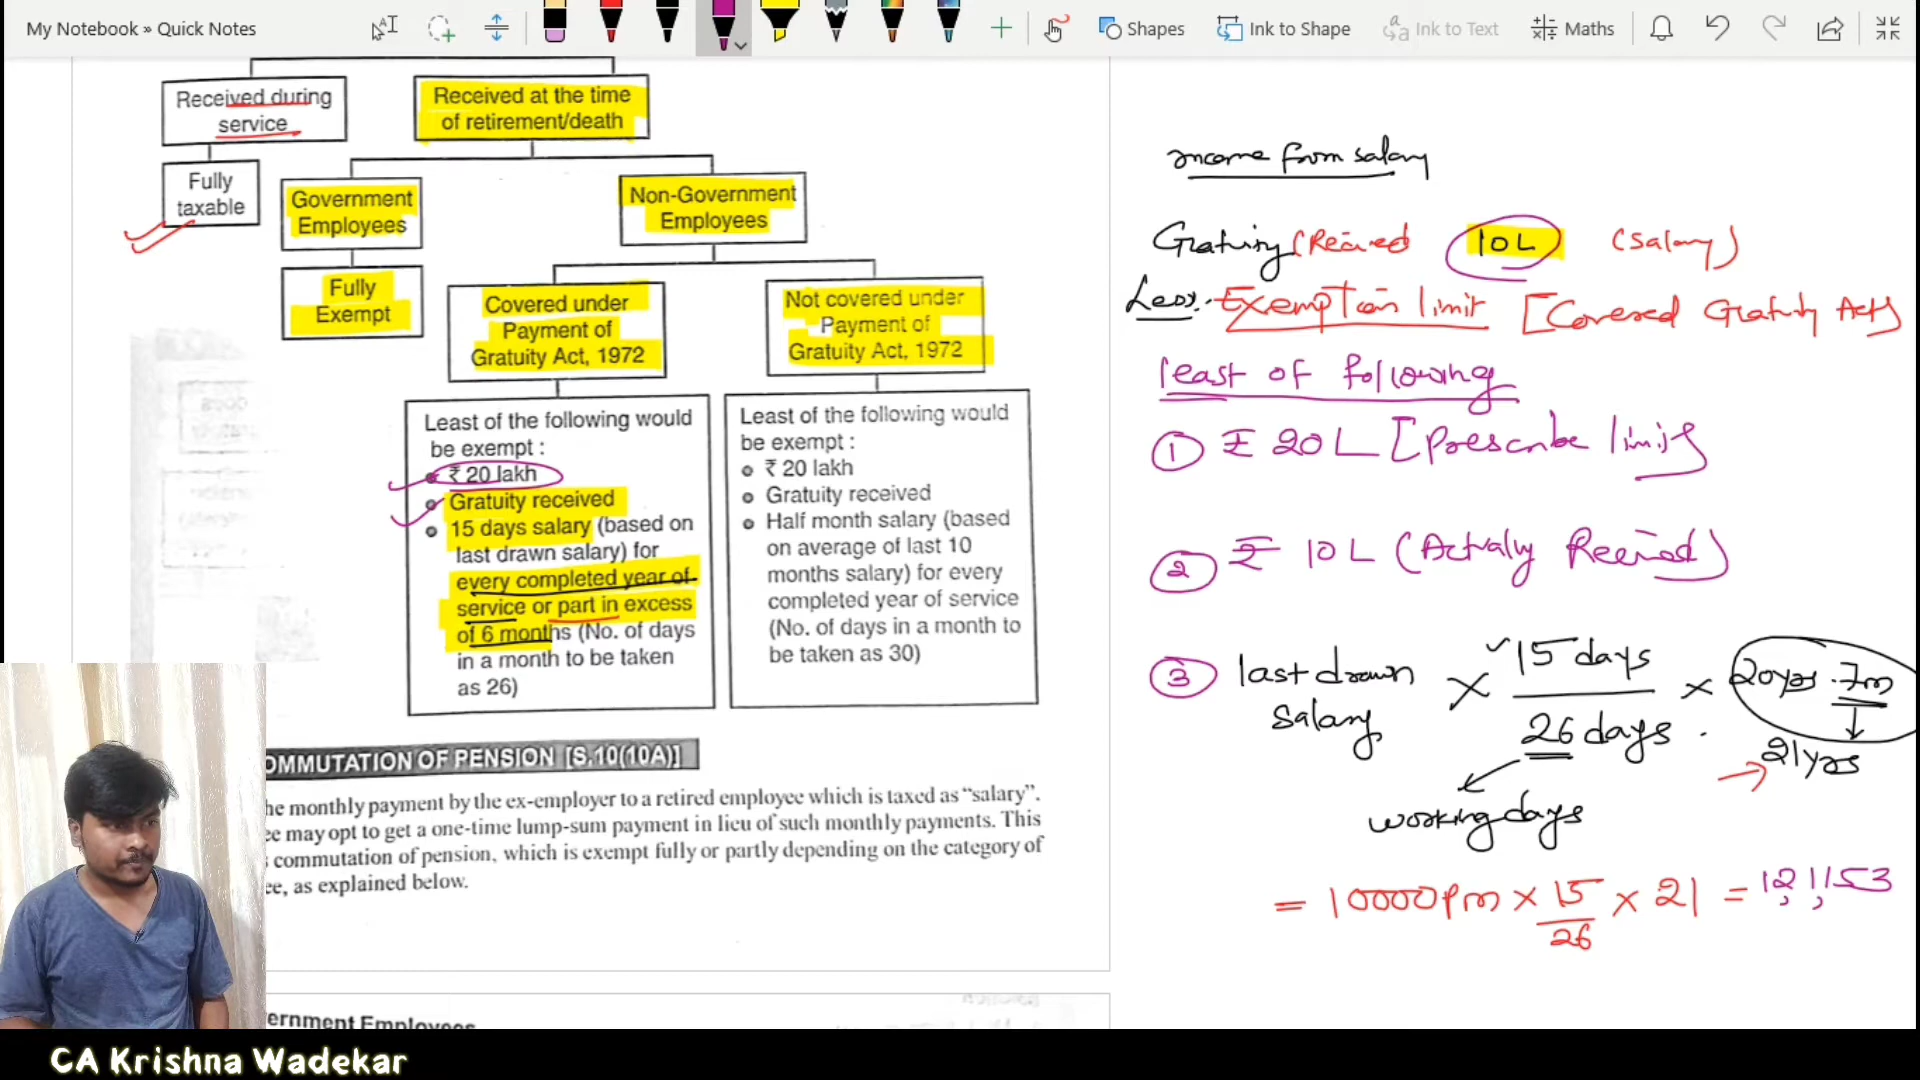 My Notebook » Quick Notes
Shapes
Ink to Shape
Ink to Text
Maths
Received during
service
Fully
taxable
Received at the time
of retirement/death
Government
Employees
Fully
Exempt
Non-Government
Employees
Covered under
Payment of
Gratuity Act, 1972
Not covered under
Payment of
Gratuity Act, 1972
Least of the following would
be exempt :
₹ 20 lakh
Gratuity received
15 days salary (based on
last drawn salary) for
every completed year of
service or part in excess
of 6 months (No. of days
in a month to be taken
as 26)
Least of the following would
be exempt :
₹ 20 lakh
Gratuity received
Half month salary (based
on average of last 10
months salary) for every
completed year of service
(No. of days in a month to
be taken as 30)
OMMUTATION OF PENSION [S.10(10A)]
he monthly payment by the ex-employer to a retired employee which is taxed as "salary".
ee may opt to get a one-time lump-sum payment in lieu of such monthly payments. This
commutation of pension, which is exempt fully or partly depending on the category of
ee, as explained below.
ernment Employees
Income from salary
Gratuity (Received 10L (Salary)
Less. Exemption limit [Covered Gratuity Act]
least of following
① ₹ 20L [Prescribe limit]
② ₹ 10L (Actually Received)
③ last drawn salary × 15 days / 26 days × 20yrs .7m
21yrs
working days
= 10000pm × 15/26 × 21 = 1,21,153
CA Krishna Wadekar